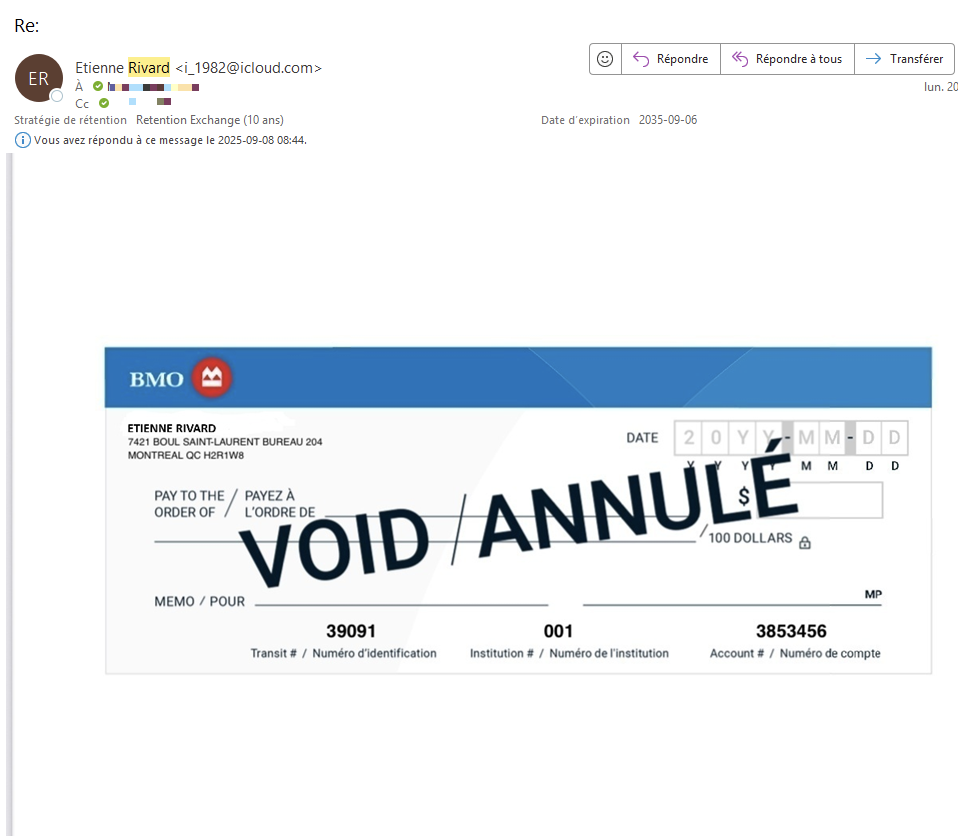 Re:
ER
Etienne Rivard <i_1982@icloud.com>
Répondre
Répondre à tous
Transférer
À
lun. 20
Cc
Stratégie de rétention Retention Exchange (10 ans)
Date d'expiration 2035-09-06
Vous avez répondu à ce message le 2025-09-08 08:44.
BMO
ETIENNE RIVARD
7421 BOUL SAINT-LAURENT BUREAU 204
MONTREAL QC H2R1W8
DATE 2 0 Y Y - M M - D D
Y Y Y Y M M D D
PAY TO THE / PAYEZ À
ORDER OF / L'ORDRE DE
$
VOID / ANNULÉ
/ 100 DOLLARS
MEMO / POUR
MP
39091 001 3853456
Transit # / Numéro d'identification Institution # / Numéro de l'institution Account # / Numéro de compte